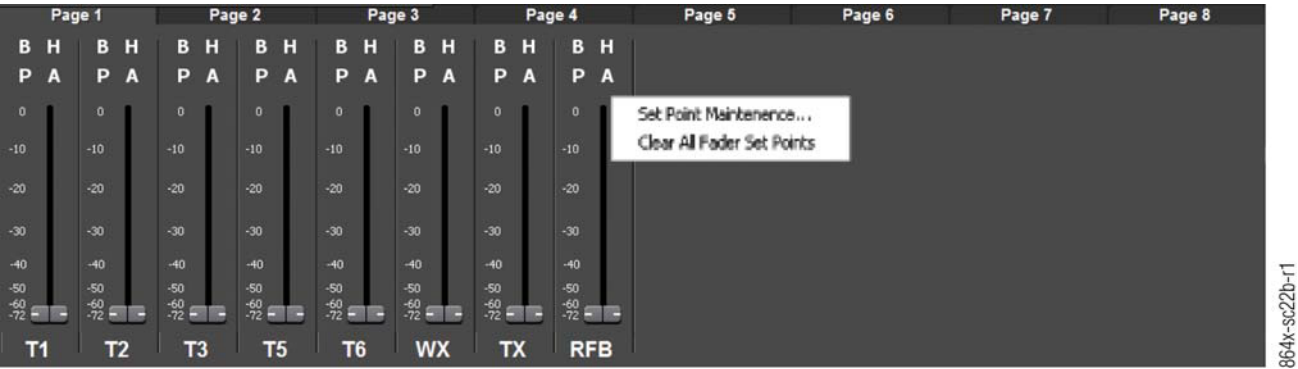 Page 1 Page 2 Page 3 Page 4 Page 5 Page 6 Page 7 Page 8
B H B H B H B H B H B H B H B H
P A P A P A P A P A P A P A P A
0 0 0 0 0 0 0 0
Set Point Maintenence...
-10 -10 -10 -10 -10 -10 -10 -10
Clear All Fader Set Points
-20 -20 -20 -20 -20 -20 -20 -20
-30 -30 -30 -30 -30 -30 -30 -30
-40 -40 -40 -40 -40 -40 -40 -40
-50 -50 -50 -50 -50 -50 -50 -50
-60 -60 -60 -60 -60 -60 -60 -60
-72 -72 -72 -72 -72 -72 -72 -72
T1 T2 T3 T5 T6 WX TX RFB
864x-sc22b-r1